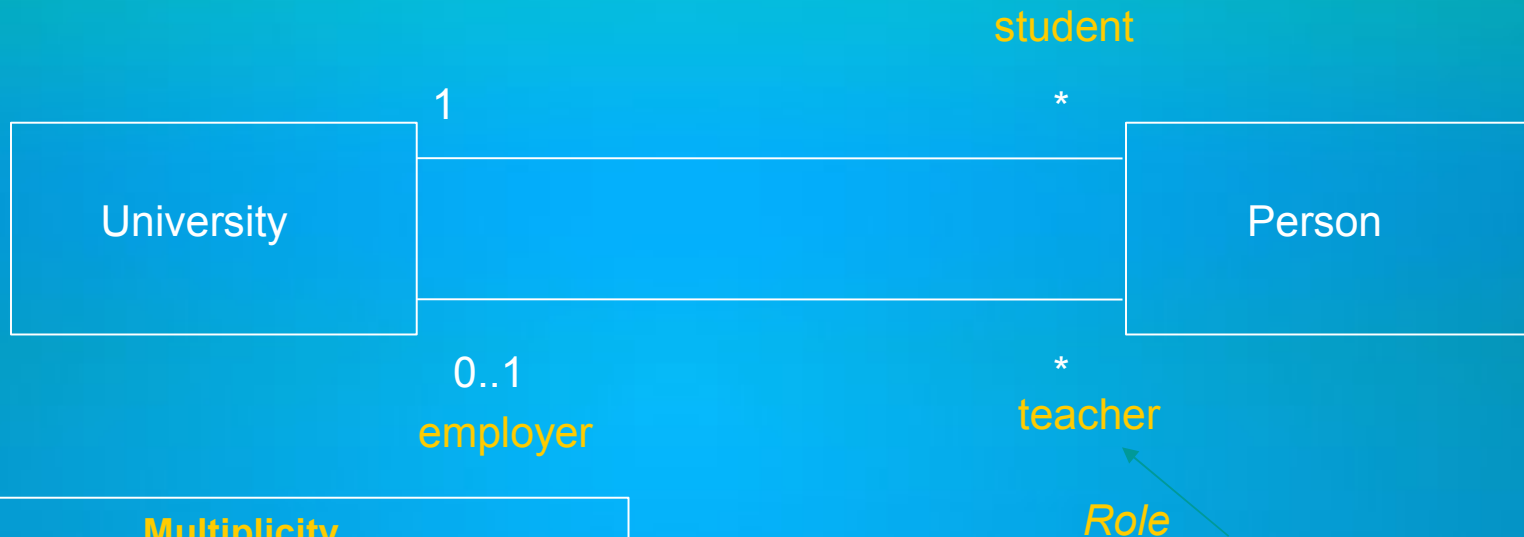 student
1
*
University
Person
0..1
*
employer
teacher
Role
Multiplicity